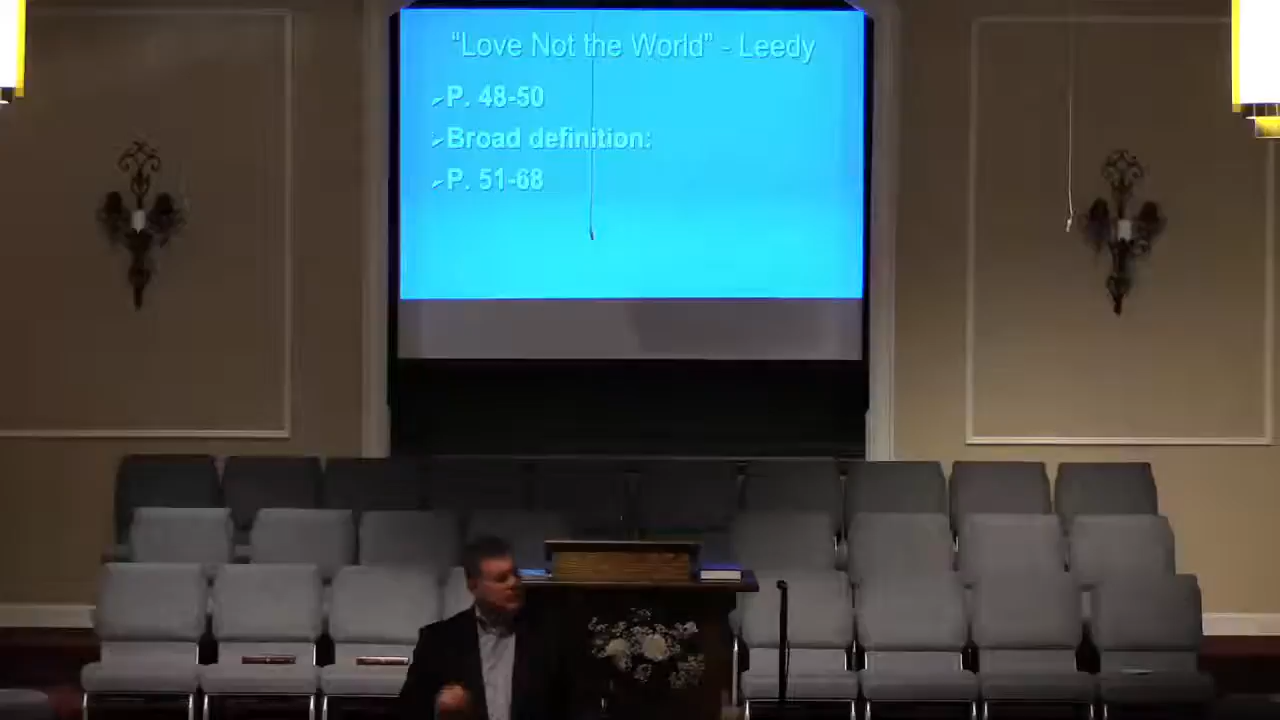 “Love Not the World” - Leedy
P. 48-50
Broad definition:
P. 51-68